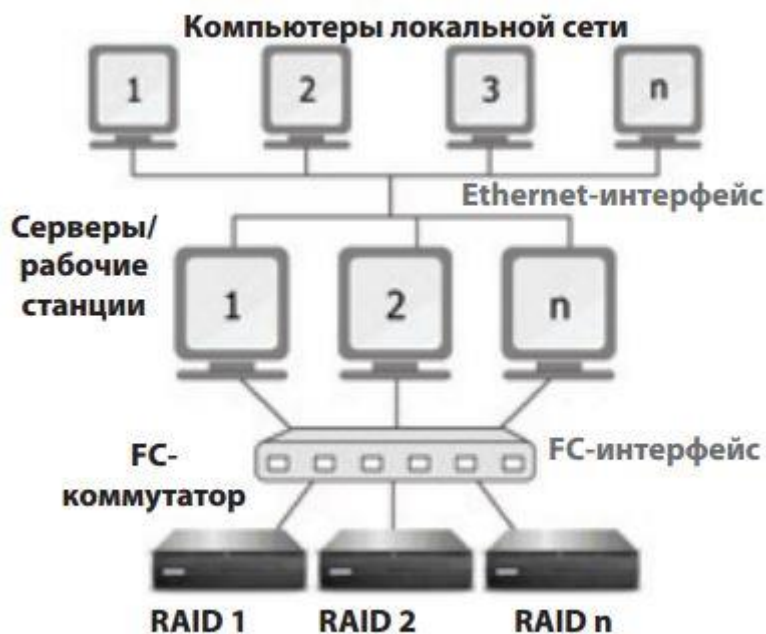 Компьютеры локальной сети
1 2 3 n
Ethernet-интерфейс
Серверы/
рабочие
станции
1 2 n
FC-интерфейс
FC-
коммутатор
RAID 1 RAID 2 RAID n